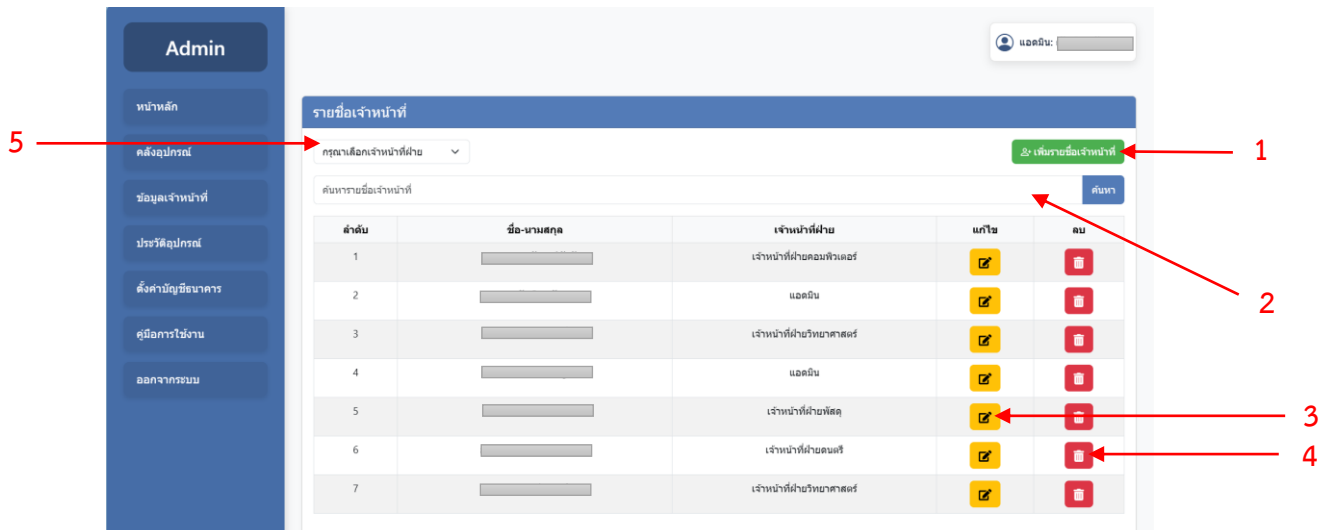 Admin
แอดมิน:
หน้าหลัก
คลังอุปกรณ์
ข้อมูลเจ้าหน้าที่
ประวัติอุปกรณ์
ตั้งค่าบัญชีธนาคาร
คู่มือการใช้งาน
ออกจากระบบ
รายชื่อเจ้าหน้าที่
5
กรุณาเลือกเจ้าหน้าที่ฝ่าย
เพิ่มรายชื่อเจ้าหน้าที่
1
ค้นหารายชื่อเจ้าหน้าที่
ค้นหา
2
ลำดับ ชื่อ-นามสกุล เจ้าหน้าที่ฝ่าย แก้ไข ลบ
1 เจ้าหน้าที่ฝ่ายคอมพิวเตอร์
2 แอดมิน
3 เจ้าหน้าที่ฝ่ายวิทยาศาสตร์
4 แอดมิน
5 เจ้าหน้าที่ฝ่ายพัสดุ
3
6 เจ้าหน้าที่ฝ่ายดนตรี
4
7 เจ้าหน้าที่ฝ่ายวิทยาศาสตร์